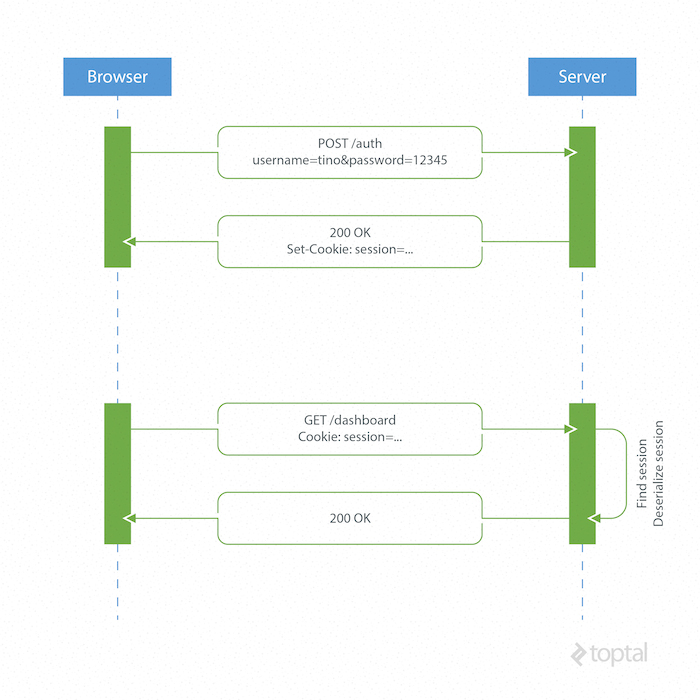 Browser
Server
POST /auth
username=tino&password=12345
200 OK
Set-Cookie: session=...
GET /dashboard
Cookie: session=...
Find session
Deserialize session
200 OK
toptal